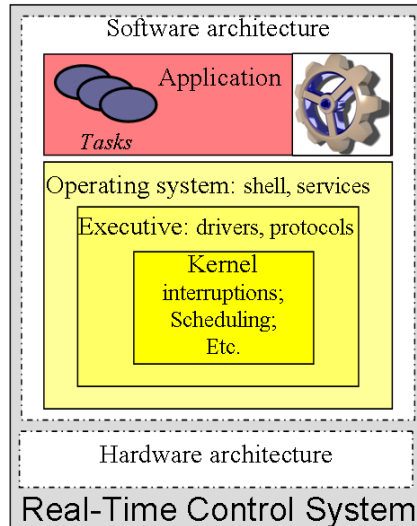 Software architecture
Application
Tasks
Operating system: shell, services
Executive: drivers, protocols
Kernel
interruptions;
Scheduling;
Etc.
Hardware architecture
Real-Time Control System